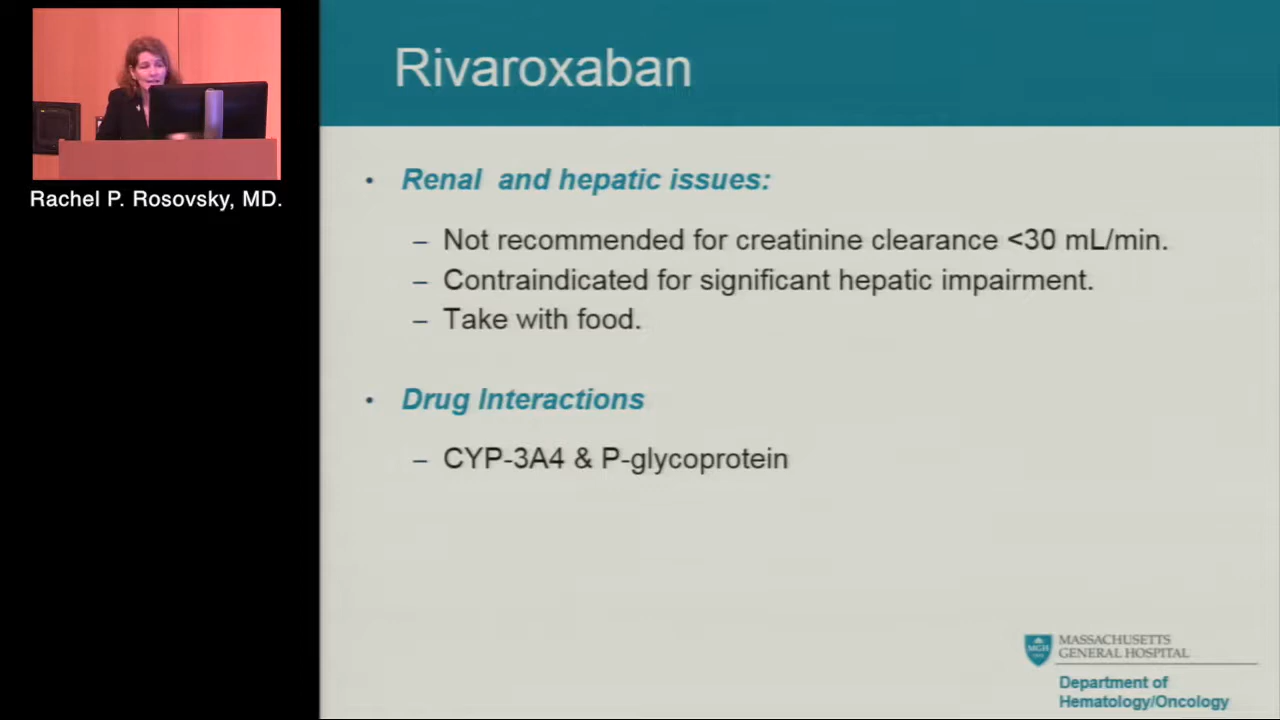 Rachel P. Rosovsky, MD.
Rivaroxaban
• Renal and hepatic issues:
– Not recommended for creatinine clearance <30 mL/min.
– Contraindicated for significant hepatic impairment.
– Take with food.
• Drug Interactions
– CYP-3A4 & P-glycoprotein
MGH
MASSACHUSETTS
GENERAL HOSPITAL
Department of
Hematology/Oncology